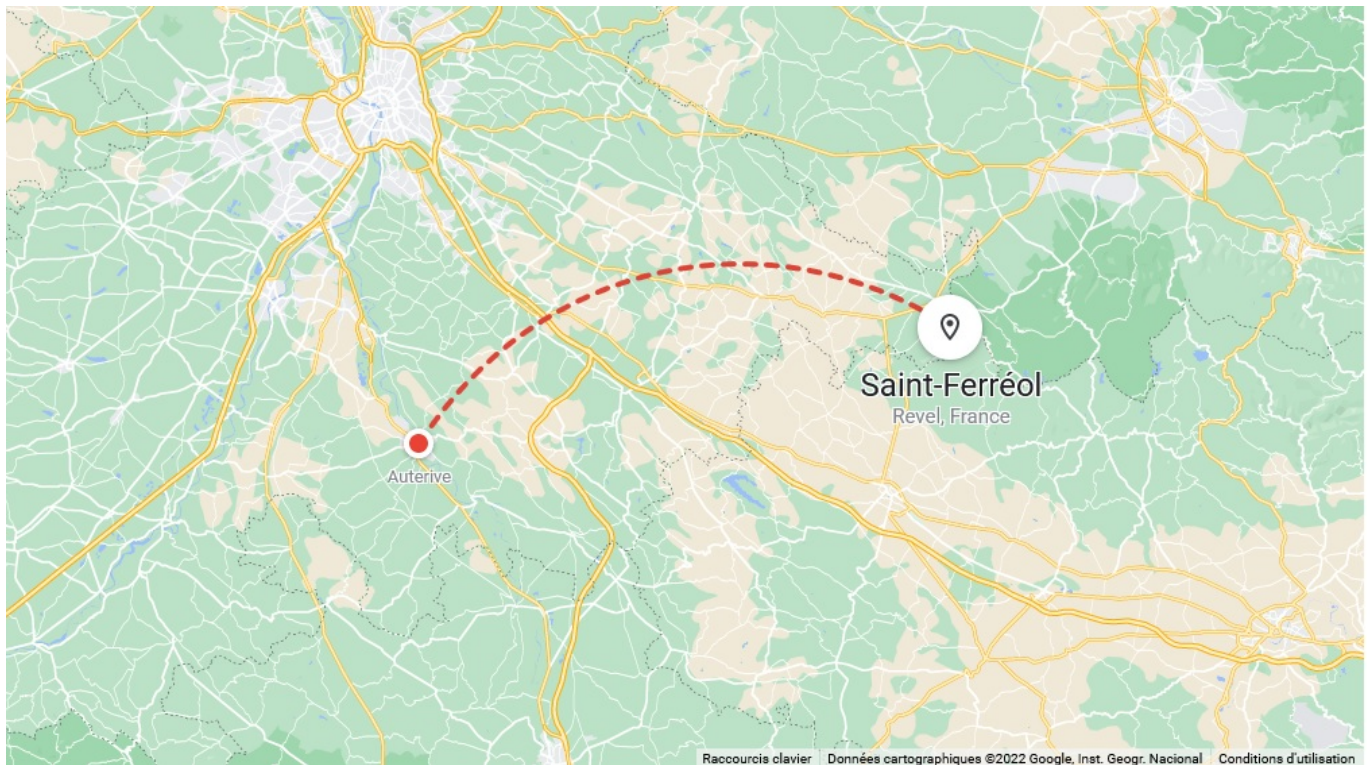 Saint-Ferréol
Revel, France
Auterive
Raccourcis clavier
Données cartographiques ©2022 Google, Inst. Geogr. Nacional
Conditions d'utilisation